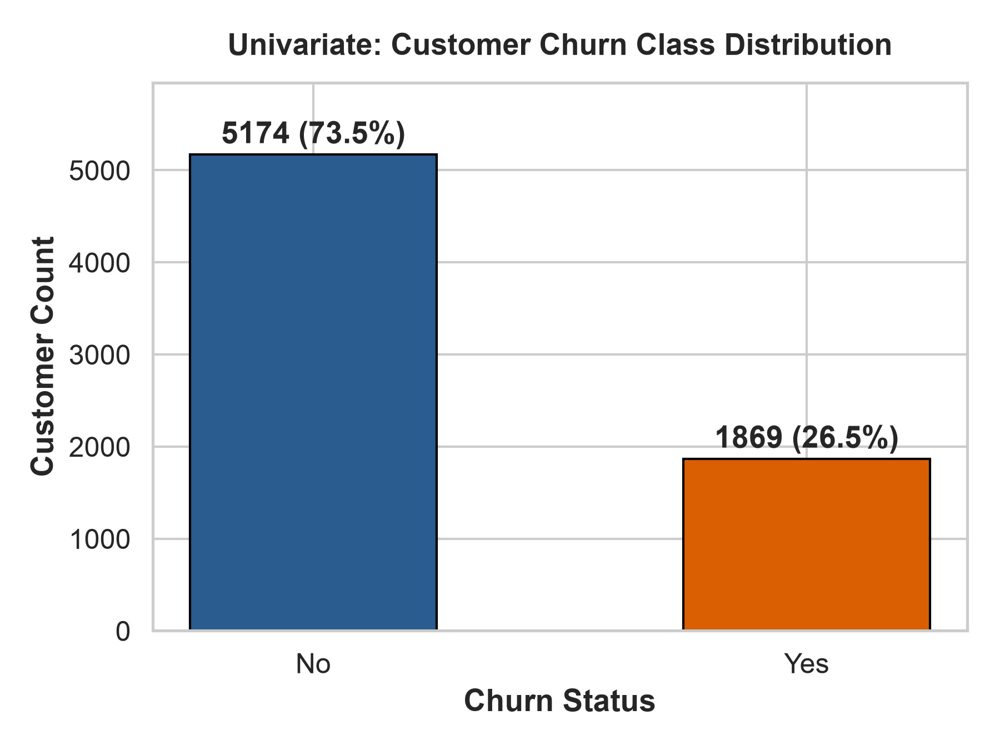 Univariate: Customer Churn Class Distribution
5174 (73.5%)
1869 (26.5%)
Customer Count
5000
4000
3000
2000
1000
0
No
Yes
Churn Status